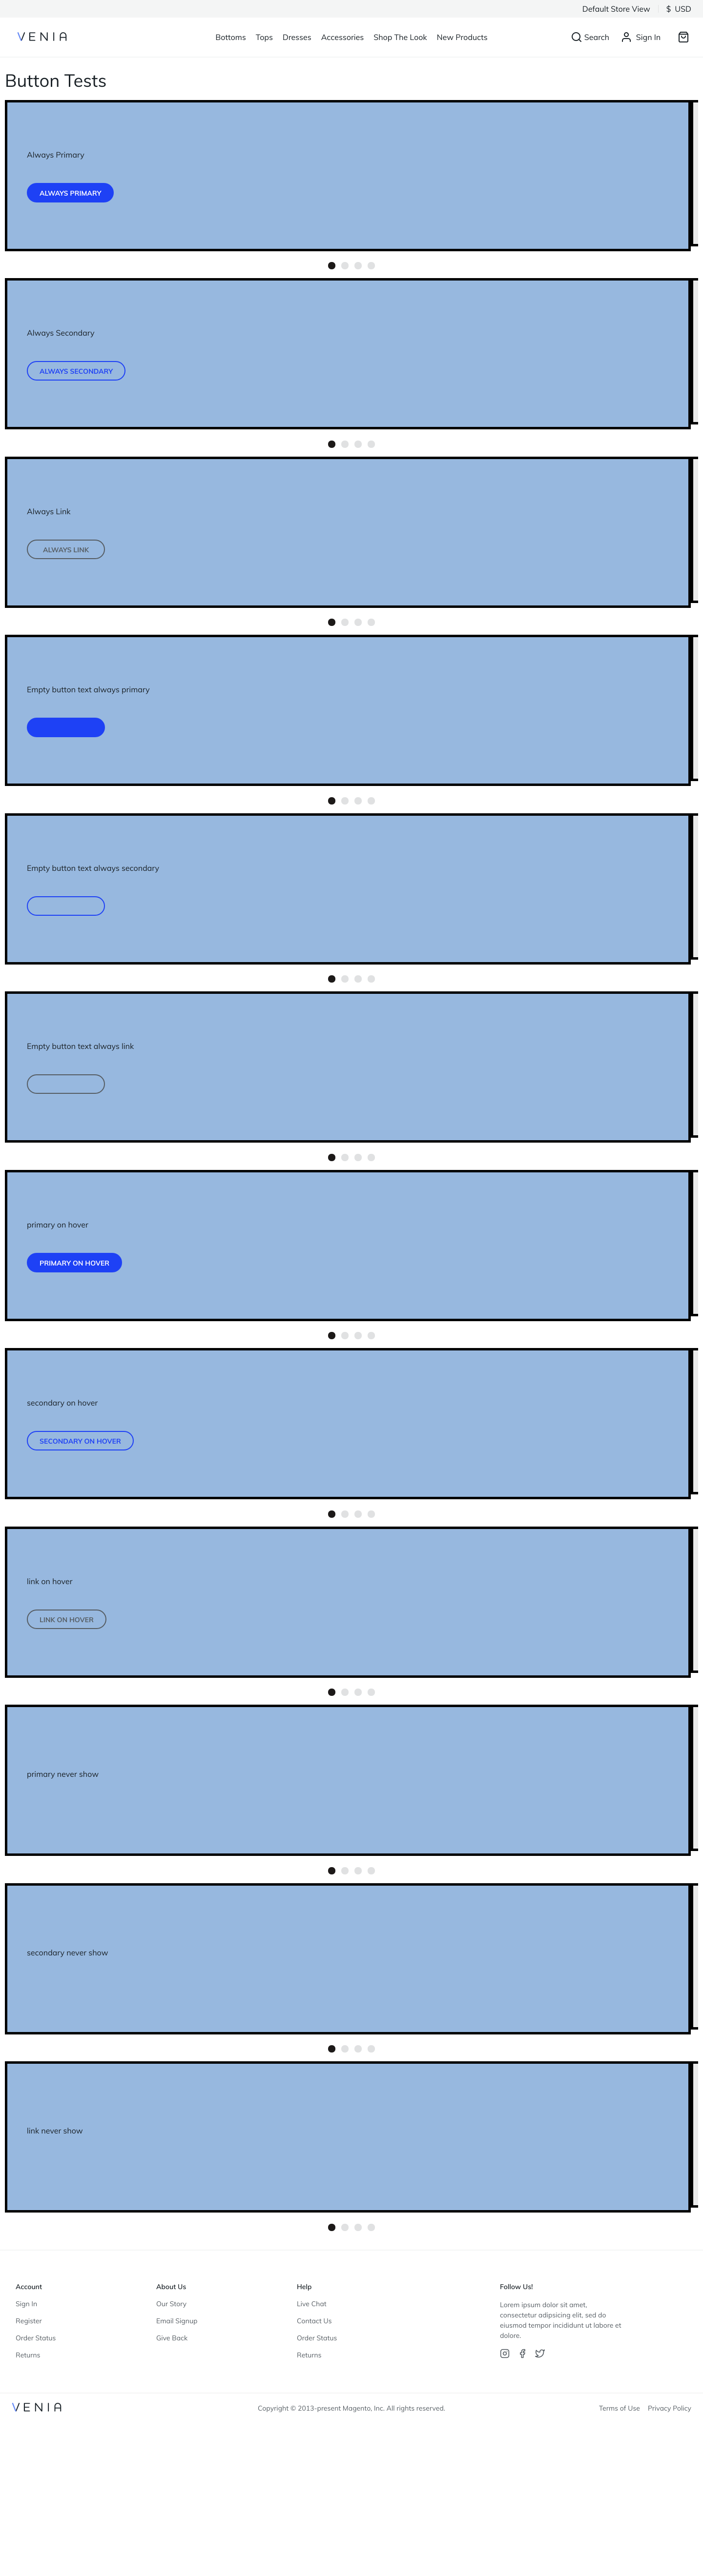 Default Store View
$ USD
VENIA
Bottoms Tops Dresses Accessories Shop The Look New Products
Search
Sign In
Button Tests
Always Primary
ALWAYS PRIMARY
Always Secondary
ALWAYS SECONDARY
Always Link
ALWAYS LINK
Empty button text always primary
Empty button text always secondary
Empty button text always link
primary on hover
PRIMARY ON HOVER
secondary on hover
SECONDARY ON HOVER
link on hover
LINK ON HOVER
primary never show
secondary never show
link never show
Account
Sign In
Register
Order Status
Returns
About Us
Our Story
Email Signup
Give Back
Help
Live Chat
Contact Us
Order Status
Returns
Follow Us!
Lorem ipsum dolor sit amet,
consectetur adipsicing elit, sed do
eiusmod tempor incididunt ut labore et
dolore.
VENIA
Copyright © 2013-present Magento, Inc. All rights reserved.
Terms of Use Privacy Policy